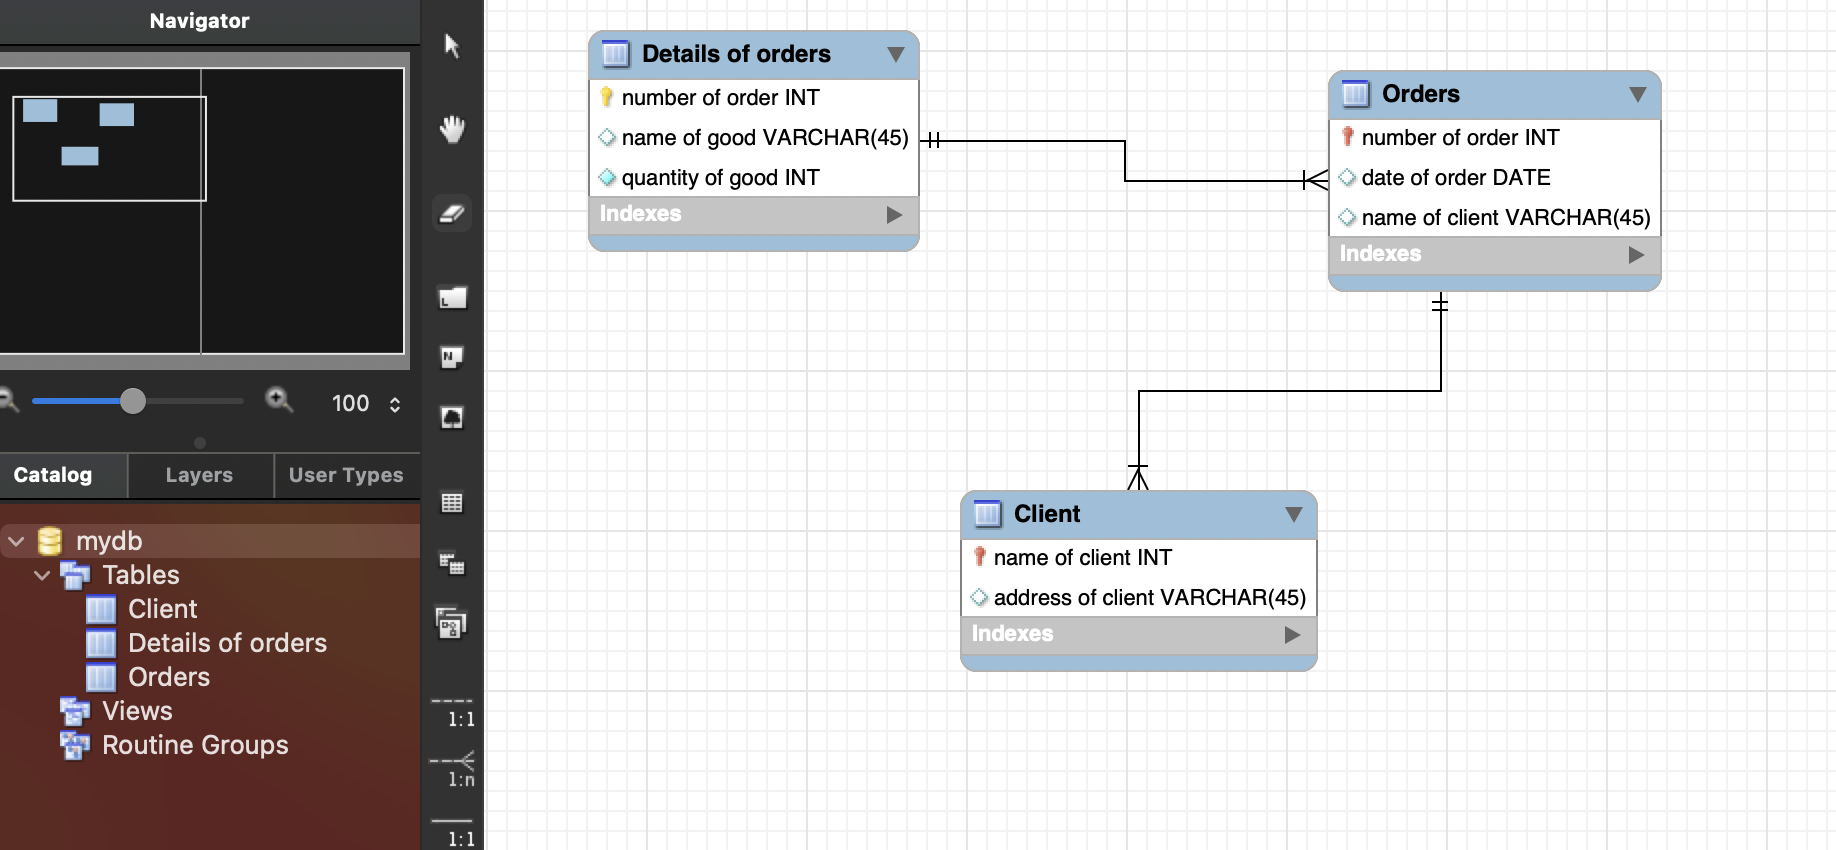 Navigator
100
Catalog
Layers
User Types
mydb
Tables
Client
Details of orders
Orders
Views
Routine Groups
L
N
1:1
1:n
1:1
Details of orders
number of order INT
name of good VARCHAR(45)
quantity of good INT
Indexes
Orders
number of order INT
date of order DATE
name of client VARCHAR(45)
Indexes
Client
name of client INT
address of client VARCHAR(45)
Indexes